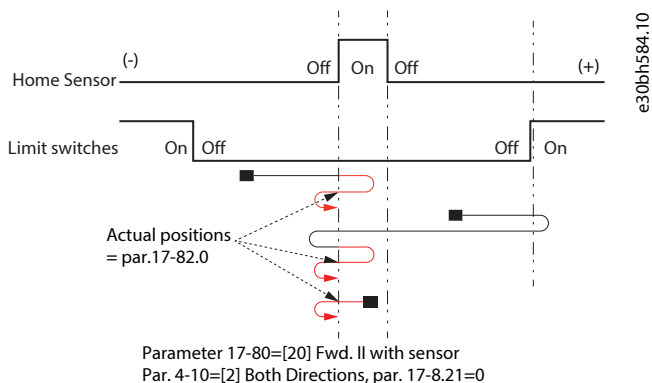 (-)
Off
On
Off
(+)
Home Sensor
Limit switches
On
Off
Off
On
Actual positions
= par.17-82.0
Parameter 17-80=[20] Fwd. II with sensor
Par. 4-10=[2] Both Directions, par. 17-8.21=0
e30bh584.10